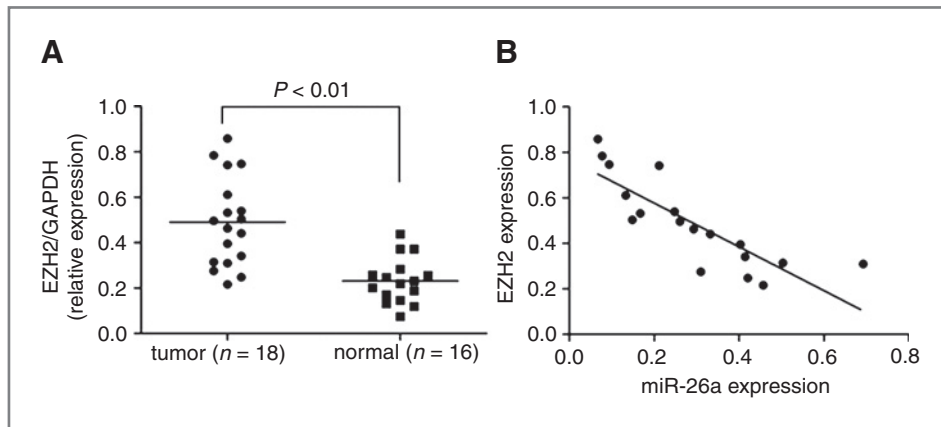 A
P < 0.01
EZH2/GAPDH
(relative expression)
1.0
0.8
0.6
0.4
0.2
0.0
tumor (n = 18)
normal (n = 16)
B
EZH2 expression
1.0
0.8
0.6
0.4
0.2
0.0
0.0
0.2
0.4
0.6
0.8
miR-26a expression